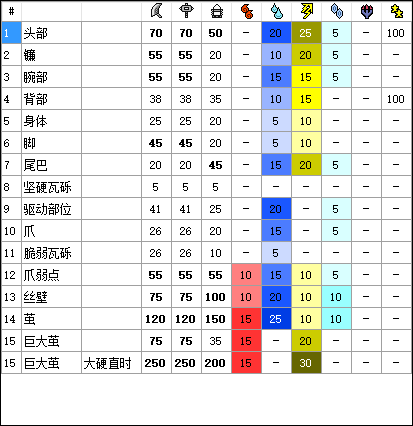 #
1 头部 70 70 50 – 20 25 5 – 100
2 镰 55 55 20 – 10 20 5 – –
3 腕部 55 55 20 – 15 15 5 – –
4 背部 38 38 35 – 10 15 – – 100
5 身体 25 25 20 – 5 10 – – –
6 脚 45 45 20 – 5 10 – – –
7 尾巴 20 20 45 – 15 20 5 – –
8 坚硬瓦砾 5 5 5 – – – – – –
9 驱动部位 41 41 25 – 20 – 5 – –
10 爪 26 26 20 – 15 – 5 – –
11 脆弱瓦砾 26 26 10 – 5 – – – –
12 爪弱点 55 55 55 10 15 10 5 – –
13 丝壁 75 75 100 10 20 10 10 – –
14 茧 120 120 150 15 25 10 10 – –
15 巨大茧 75 75 35 15 – 20 – – –
15 巨大茧 大硬直时 250 250 200 15 – 30 – – –